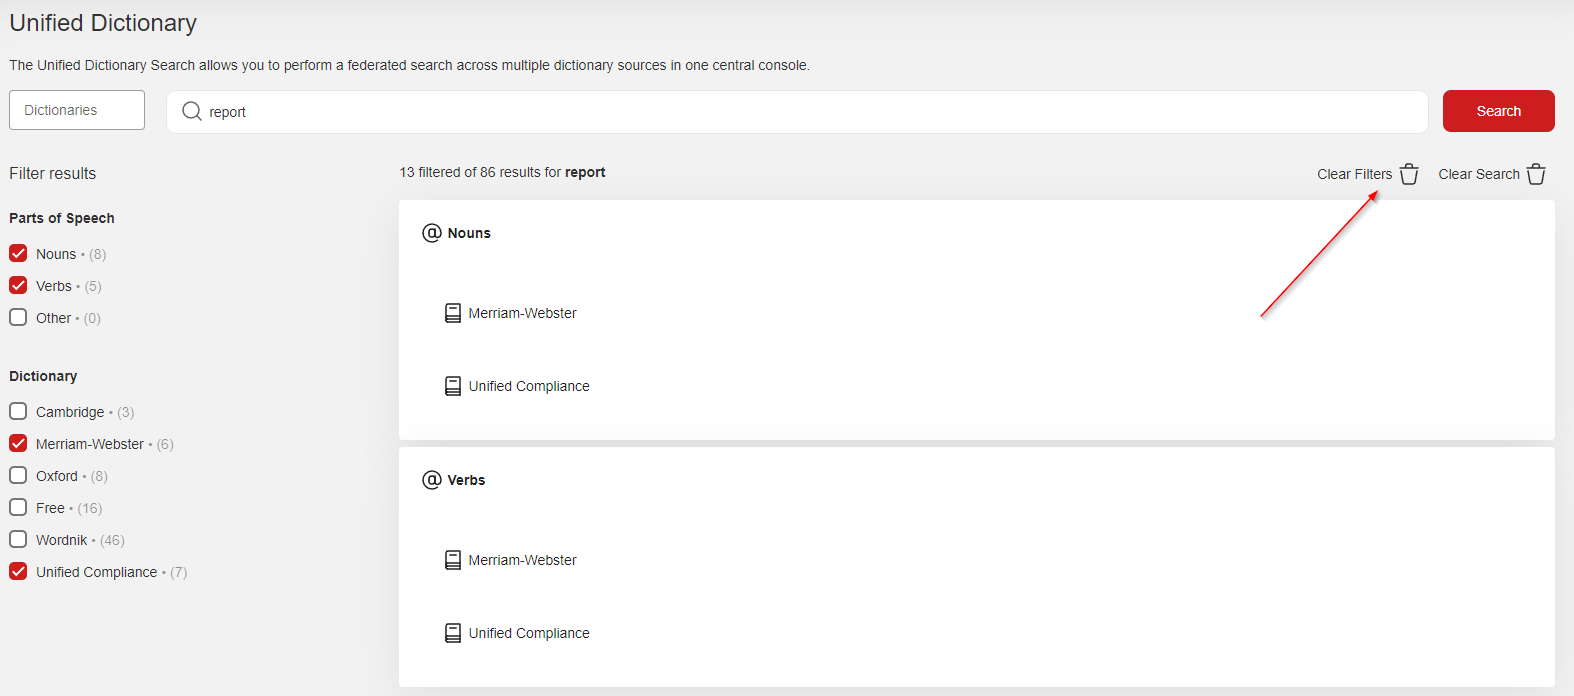 Unified Dictionary
The Unified Dictionary Search allows you to perform a federated search across multiple dictionary sources in one central console.
Dictionaries
report
Search
Filter results
13 filtered of 86 results for report
Clear Filters
Clear Search
Parts of Speech
Nouns • (8)
Verbs • (5)
Other • (0)
Dictionary
Cambridge • (3)
Merriam-Webster • (6)
Oxford • (8)
Free • (16)
Wordnik • (46)
Unified Compliance • (7)
@ Nouns
Merriam-Webster
Unified Compliance
@ Verbs
Merriam-Webster
Unified Compliance